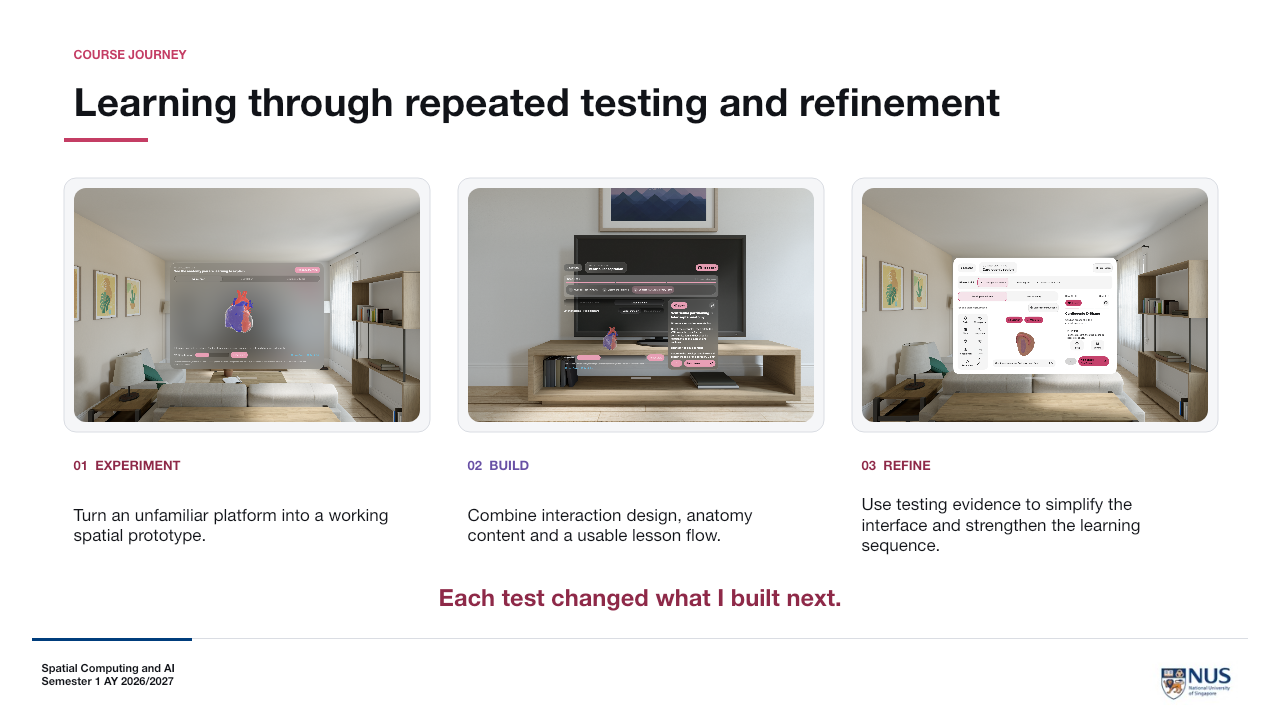 COURSE JOURNEY
Learning through repeated testing and refinement
01 EXPERIMENT
Turn an unfamiliar platform into a working
spatial prototype.
02 BUILD
Combine interaction design, anatomy
content and a usable lesson flow.
03 REFINE
Use testing evidence to simplify the
interface and strengthen the learning
sequence.
Each test changed what I built next.
Spatial Computing and AI
Semester 1 AY 2026/2027
NUS
National University
of Singapore